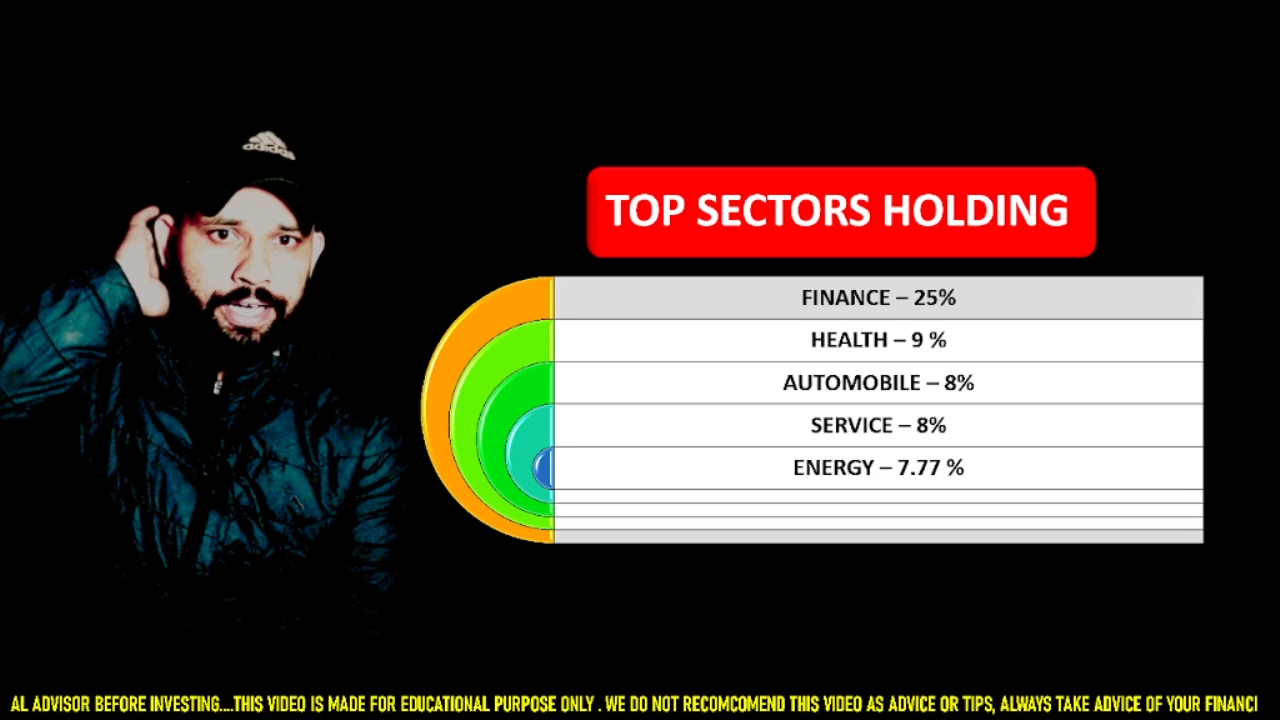 adidas
TOP SECTORS HOLDING
FINANCE – 25%
HEALTH – 9 %
AUTOMOBILE – 8%
SERVICE – 8%
ENERGY – 7.77 %
AL ADVISOR BEFORE INVESTING....THIS VIDEO IS MADE FOR EDUCATIONAL PURPOSE ONLY . WE DO NOT RECOMCOMEND THIS VIDEO AS ADVICE OR TIPS, ALWAYS TAKE ADVICE OF YOUR FINANCI